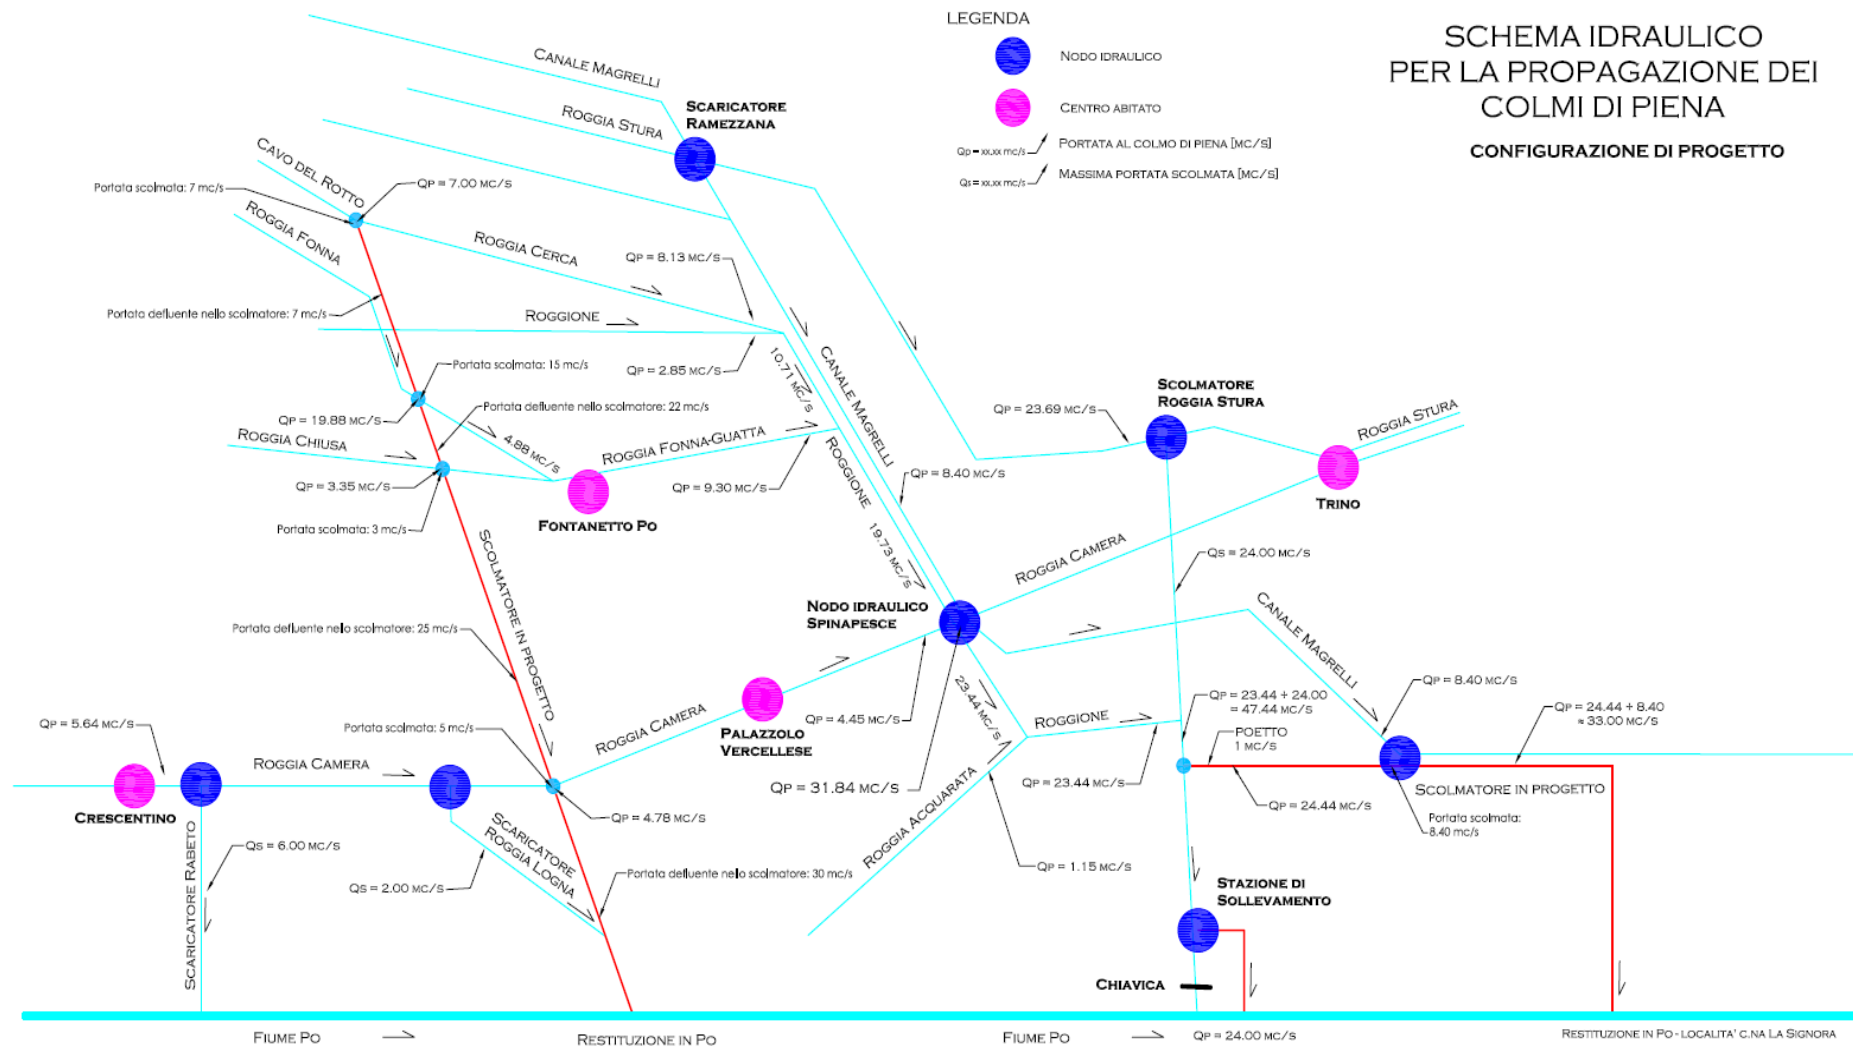 LEGENDA
NODO IDRAULICO
CENTRO ABITATO
QP = xx.xx mc/s
PORTATA AL COLMO DI PIENA [MC/S]
QS = xx.xx mc/s
MASSIMA PORTATA SCOLMATA [MC/S]
SCHEMA IDRAULICO
PER LA PROPAGAZIONE DEI
COLMI DI PIENA
CONFIGURAZIONE DI PROGETTO
CANALE MAGRELLI
ROGGIA STURA
SCARICATORE
RAMEZZANA
CAVO DEL ROTTO
Portata scolmata: 7 mc/s
QP = 7.00 MC/S
ROGGIA FONNA
ROGGIA CERCA
QP = 8.13 MC/S
Portata defluente nello scolmatore: 7 mc/s
ROGGIONE
QP = 2.85 MC/S
10.71 MC/S
CANALE MAGRELLI
Portata scolmata: 15 mc/s
QP = 19.88 MC/S
Portata defluente nello scolmatore: 22 mc/s
ROGGIA CHIUSA
4.88 MC/S
ROGGIA FONNA-GUATTA
QP = 3.35 MC/S
QP = 9.30 MC/S
ROGGIONE
QP = 8.40 MC/S
Portata scolmata: 3 mc/s
FONTANETTO PO
19.73 MC/S
SCOLMATORE
ROGGIA STURA
QP = 23.69 MC/S
ROGGIA STURA
TRINO
ROGGIA CAMERA
QS = 24.00 MC/S
SCOLMATORE IN PROGETTO
NODO IDRAULICO
SPINAPESCE
Portata defluente nello scolmatore: 25 mc/s
CANALE MAGRELLI
QP = 5.64 MC/S
Portata scolmata: 5 mc/s
ROGGIA CAMERA
PALAZZOLO
VERCELLESE
QP = 4.45 MC/S
23.44 MC/S
ROGGIONE
QP = 23.44 + 24.00
= 47.44 MC/S
POETTO
1 MC/S
QP = 8.40 MC/S
QP = 24.44 + 8.40
≈ 33.00 MC/S
ROGGIA CAMERA
CRESCENTINO
QP = 31.84 MC/S
QP = 23.44 MC/S
QP = 24.44 MC/S
SCOLMATORE IN PROGETTO
Portata scolmata:
8.40 mc/s
QP = 4.78 MC/S
SCARICATORE RABETO
QS = 6.00 MC/S
SCARICATORE
ROGGIA LOGNA
QS = 2.00 MC/S
Portata defluente nello scolmatore: 30 mc/s
ROGGIA ACQUARATA
QP = 1.15 MC/S
STAZIONE DI
SOLLEVAMENTO
CHIAVICA
FIUME PO
RESTITUZIONE IN PO
FIUME PO
QP = 24.00 MC/S
RESTITUZIONE IN PO - LOCALITA' C.NA LA SIGNORA